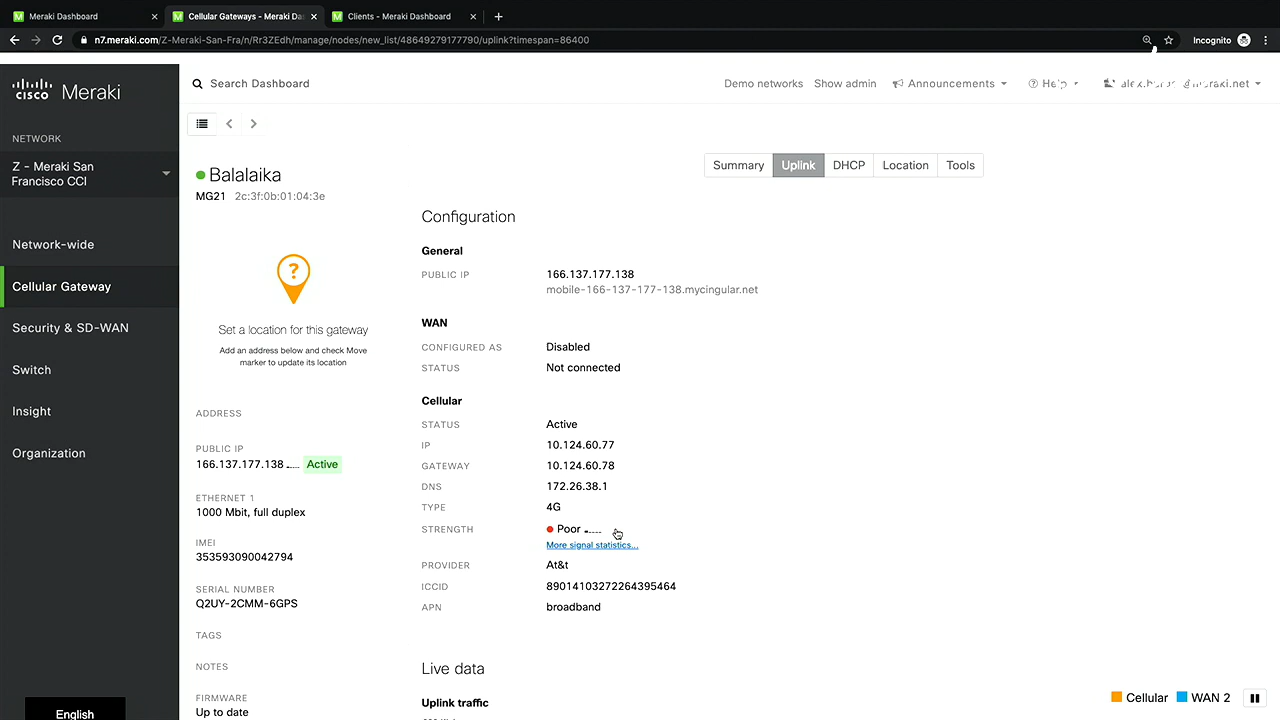 Meraki Dashboard
Cellular Gateways - Meraki Da
Clients - Meraki Dashboard
n7.meraki.com/Z-Meraki-San-Fra/n/Rr3ZEdh/manage/nodes/new_list/48649279177790/uplink?timespan=86400
Incognito
CISCO Meraki
Search Dashboard
Demo networks
Show admin
Announcements
Help
NETWORK
Z - Meraki San
Francisco CCI
Network-wide
Cellular Gateway
Security & SD-WAN
Switch
Insight
Organization
English
Balalaika
MG21 2c:3f:0b:01:04:3e
Summary
Uplink
DHCP
Location
Tools
?
Set a location for this gateway
Add an address below and check Move
marker to update its location
ADDRESS
PUBLIC IP
166.137.177.138 Active
ETHERNET 1
1000 Mbit, full duplex
IMEI
353593090042794
SERIAL NUMBER
Q2UY-2CMM-6GPS
TAGS
NOTES
FIRMWARE
Up to date
Configuration
General
PUBLIC IP 166.137.177.138
mobile-166-137-177-138.mycingular.net
WAN
CONFIGURED AS Disabled
STATUS Not connected
Cellular
STATUS Active
IP 10.124.60.77
GATEWAY 10.124.60.78
DNS 172.26.38.1
TYPE 4G
STRENGTH Poor
More signal statistics...
PROVIDER At&t
ICCID 89014103272264395464
APN broadband
Live data
Uplink traffic
Cellular
WAN 2